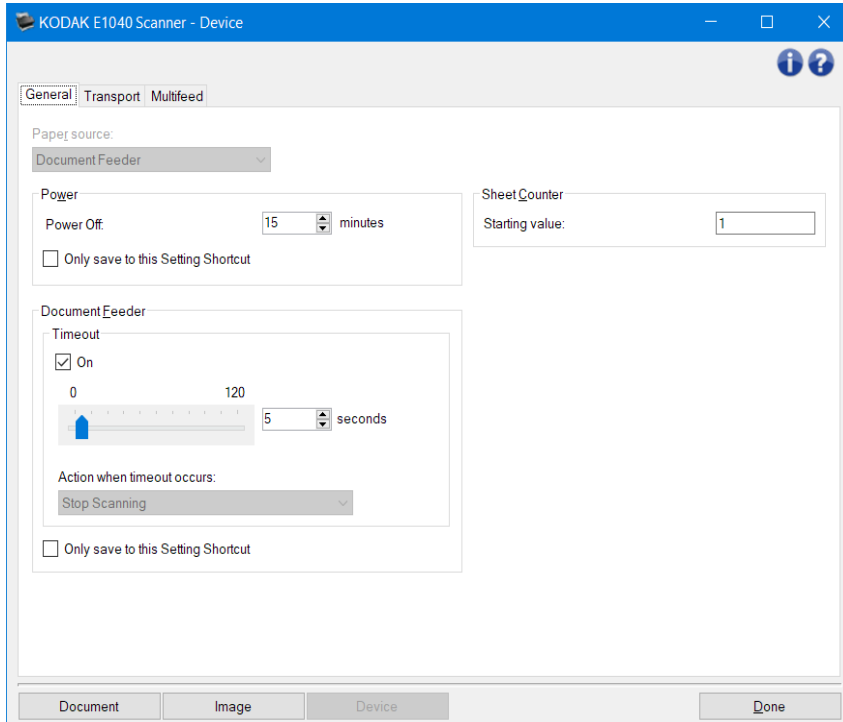 KODAK E1040 Scanner - Device
General Transport Multifeed
Paper source:
Document Feeder
Power
Power Off: 15 minutes
Only save to this Setting Shortcut
Sheet Counter
Starting value: 1
Document Feeder
Timeout
On
0 120
5 seconds
Action when timeout occurs:
Stop Scanning
Only save to this Setting Shortcut
Document Image Device Done